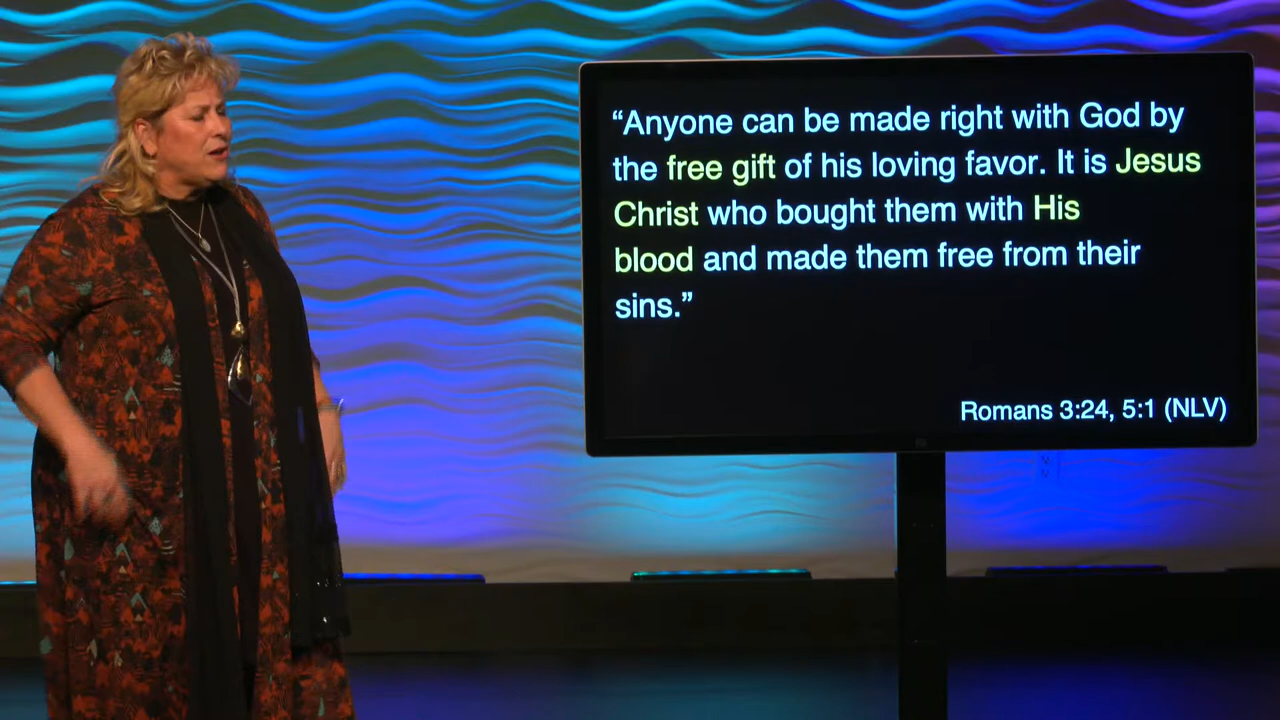 “Anyone can be made right with God by
the free gift of his loving favor. It is Jesus
Christ who bought them with His
blood and made them free from their
sins.”
Romans 3:24, 5:1 (NLV)